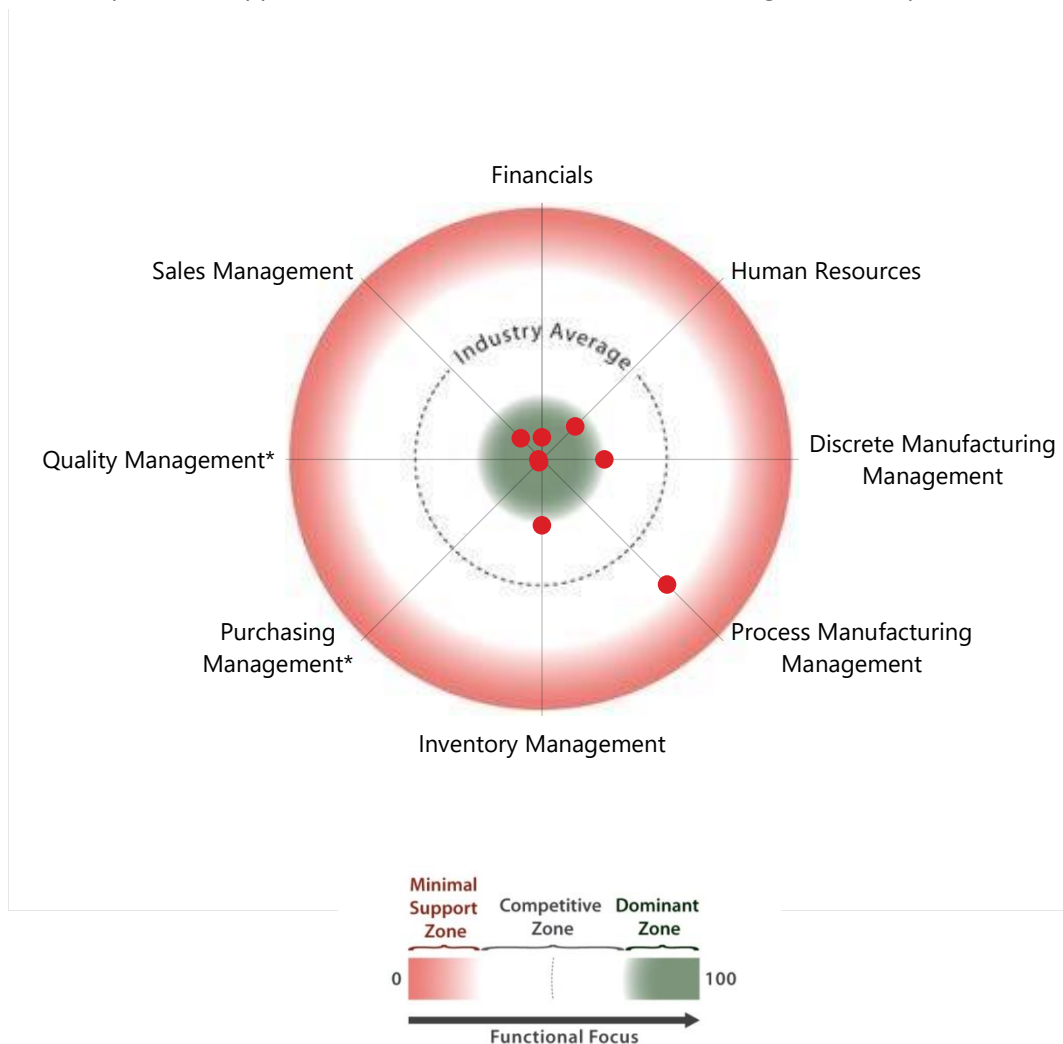 Financials
Sales Management
Human Resources
Industry Average
Quality Management*
Discrete Manufacturing
Management
Purchasing
Management*
Process Manufacturing
Management
Inventory Management
Minimal
Support
Zone
Competitive
Zone
Dominant
Zone
0
100
Functional Focus